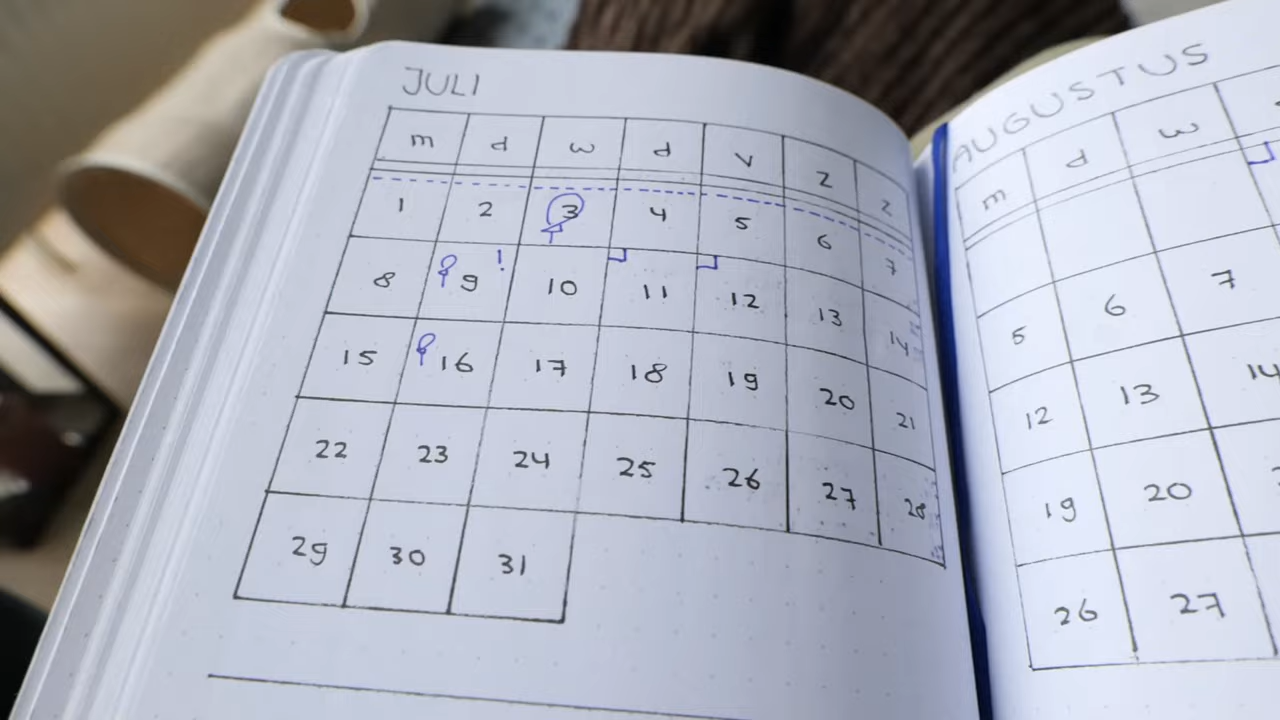 JULI
m d w d v z z
1 2 3 4 5 6 7
8 9 ! 10 11 12 13 14
15 16 17 18 19 20 21
22 23 24 25 26 27 28
29 30 31
AUGUSTUS
m d w
5 6 7
12 13 14
19 20
26 27